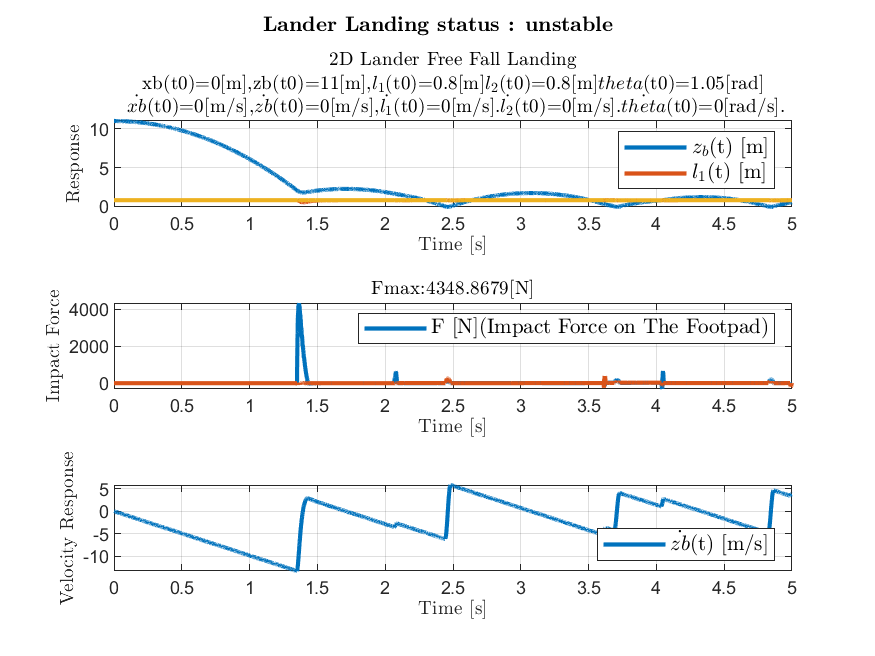 Lander Landing status : unstable
2D Lander Free Fall Landing
xb(t0)=0[m],zb(t0)=11[m],l₁(t0)=0.8[m]l₂(t0)=0.8[m]theta(t0)=1.05[rad]
ẋb(t0)=0[m/s],żb(t0)=0[m/s],l̇₁(t0)=0[m/s].l̇₂(t0)=0[m/s].thėta(t0)=0[rad/s].
Response
10
5
0
z_b(t) [m]
l₁(t) [m]
0 0.5 1 1.5 2 2.5 3 3.5 4 4.5 5
Time [s]
Fmax:4348.8679[N]
Impact Force
4000
2000
0
F [N](Impact Force on The Footpad)
0 0.5 1 1.5 2 2.5 3 3.5 4 4.5 5
Time [s]
Velocity Response
5
0
-5
-10
żb(t) [m/s]
0 0.5 1 1.5 2 2.5 3 3.5 4 4.5 5
Time [s]